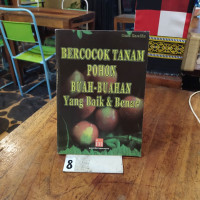 BERCOCOK TANAM
POHON
BUAH-BUAHAN
Yang Baik & Benar
8